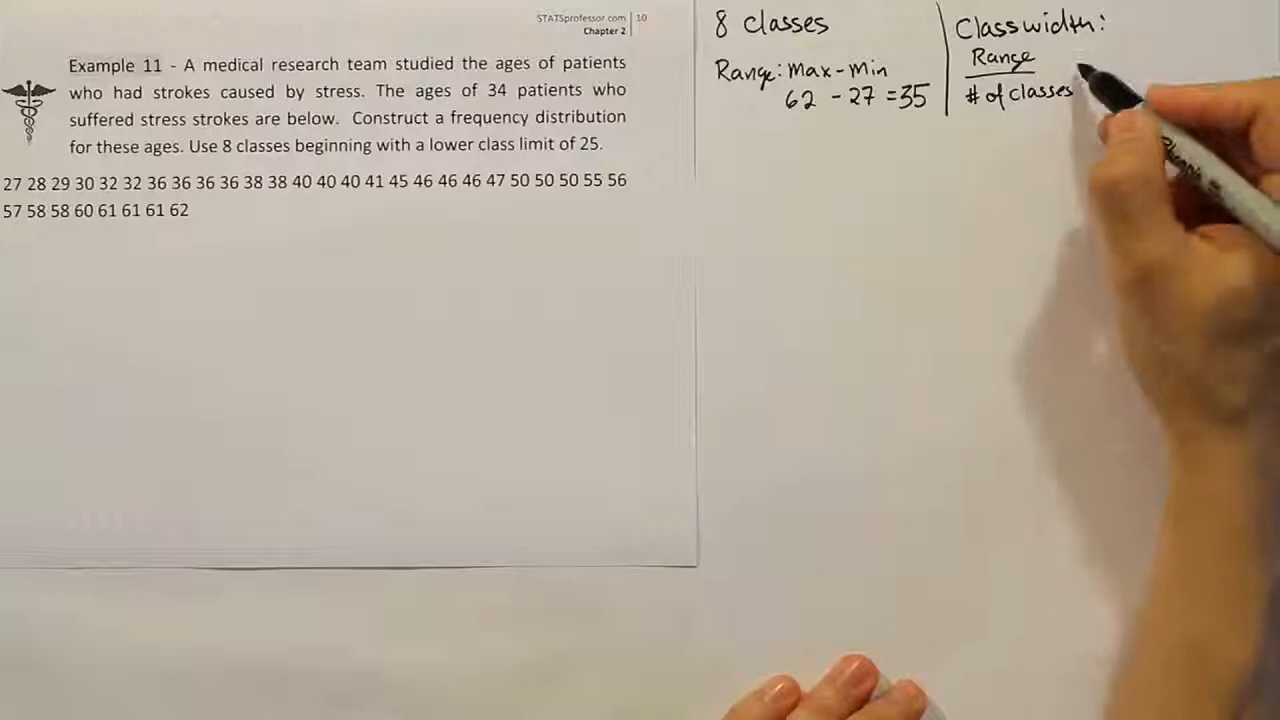 STATSprofessor.com | 10
Chapter 2
Example 11 - A medical research team studied the ages of patients
who had strokes caused by stress. The ages of 34 patients who
suffered stress strokes are below. Construct a frequency distribution
for these ages. Use 8 classes beginning with a lower class limit of 25.
27 28 29 30 32 32 36 36 36 36 38 38 40 40 40 41 45 46 46 46 47 50 50 50 55 56
57 58 58 60 61 61 61 62
8 classes
Range: Max - Min
62 - 27 = 35
Classwidth:
Range
# of classes